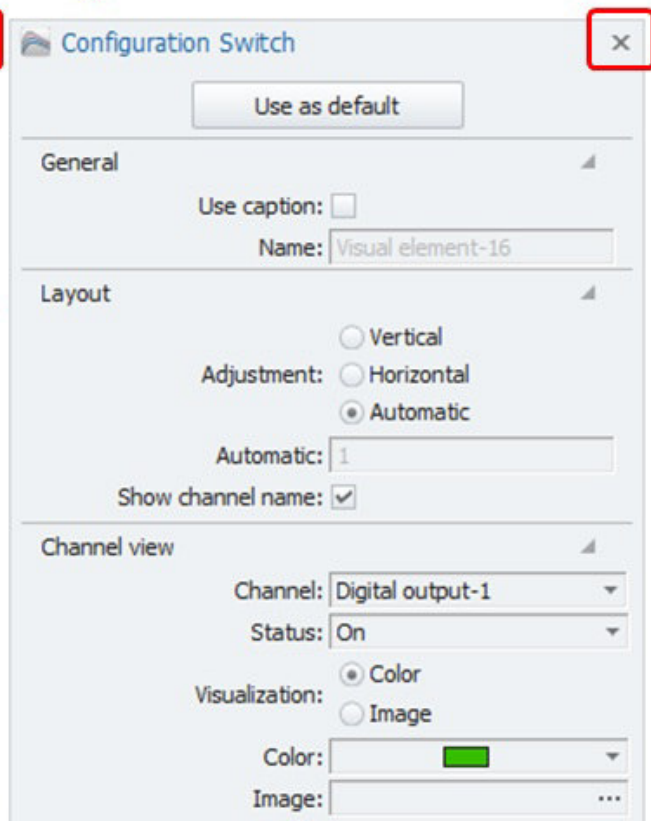 Configuration Switch
Use as default
General
Use caption:
Name: Visual element-16
Layout
Vertical
Adjustment: Horizontal
Automatic
Automatic: 1
Show channel name:
Channel view
Channel: Digital output-1
Status: On
Color
Visualization:
Image
Color:
Image: ...